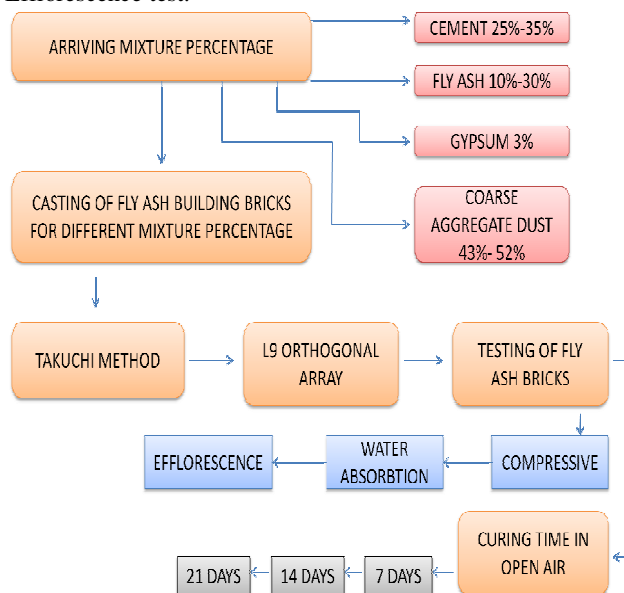 Efflorescence test.
ARRIVING MIXTURE PERCENTAGE
CEMENT 25%-35%
FLY ASH 10%-30%
GYPSUM 3%
COARSE
AGGREGATE DUST
43%- 52%
CASTING OF FLY ASH BUILDING BRICKS
FOR DIFFERENT MIXTURE PERCENTAGE
TAKUCHI METHOD
L9 ORTHOGONAL
ARRAY
TESTING OF FLY
ASH BRICKS
EFFLORESCENCE
WATER
ABSORBTION
COMPRESSIVE
CURING TIME IN
OPEN AIR
21 DAYS
14 DAYS
7 DAYS